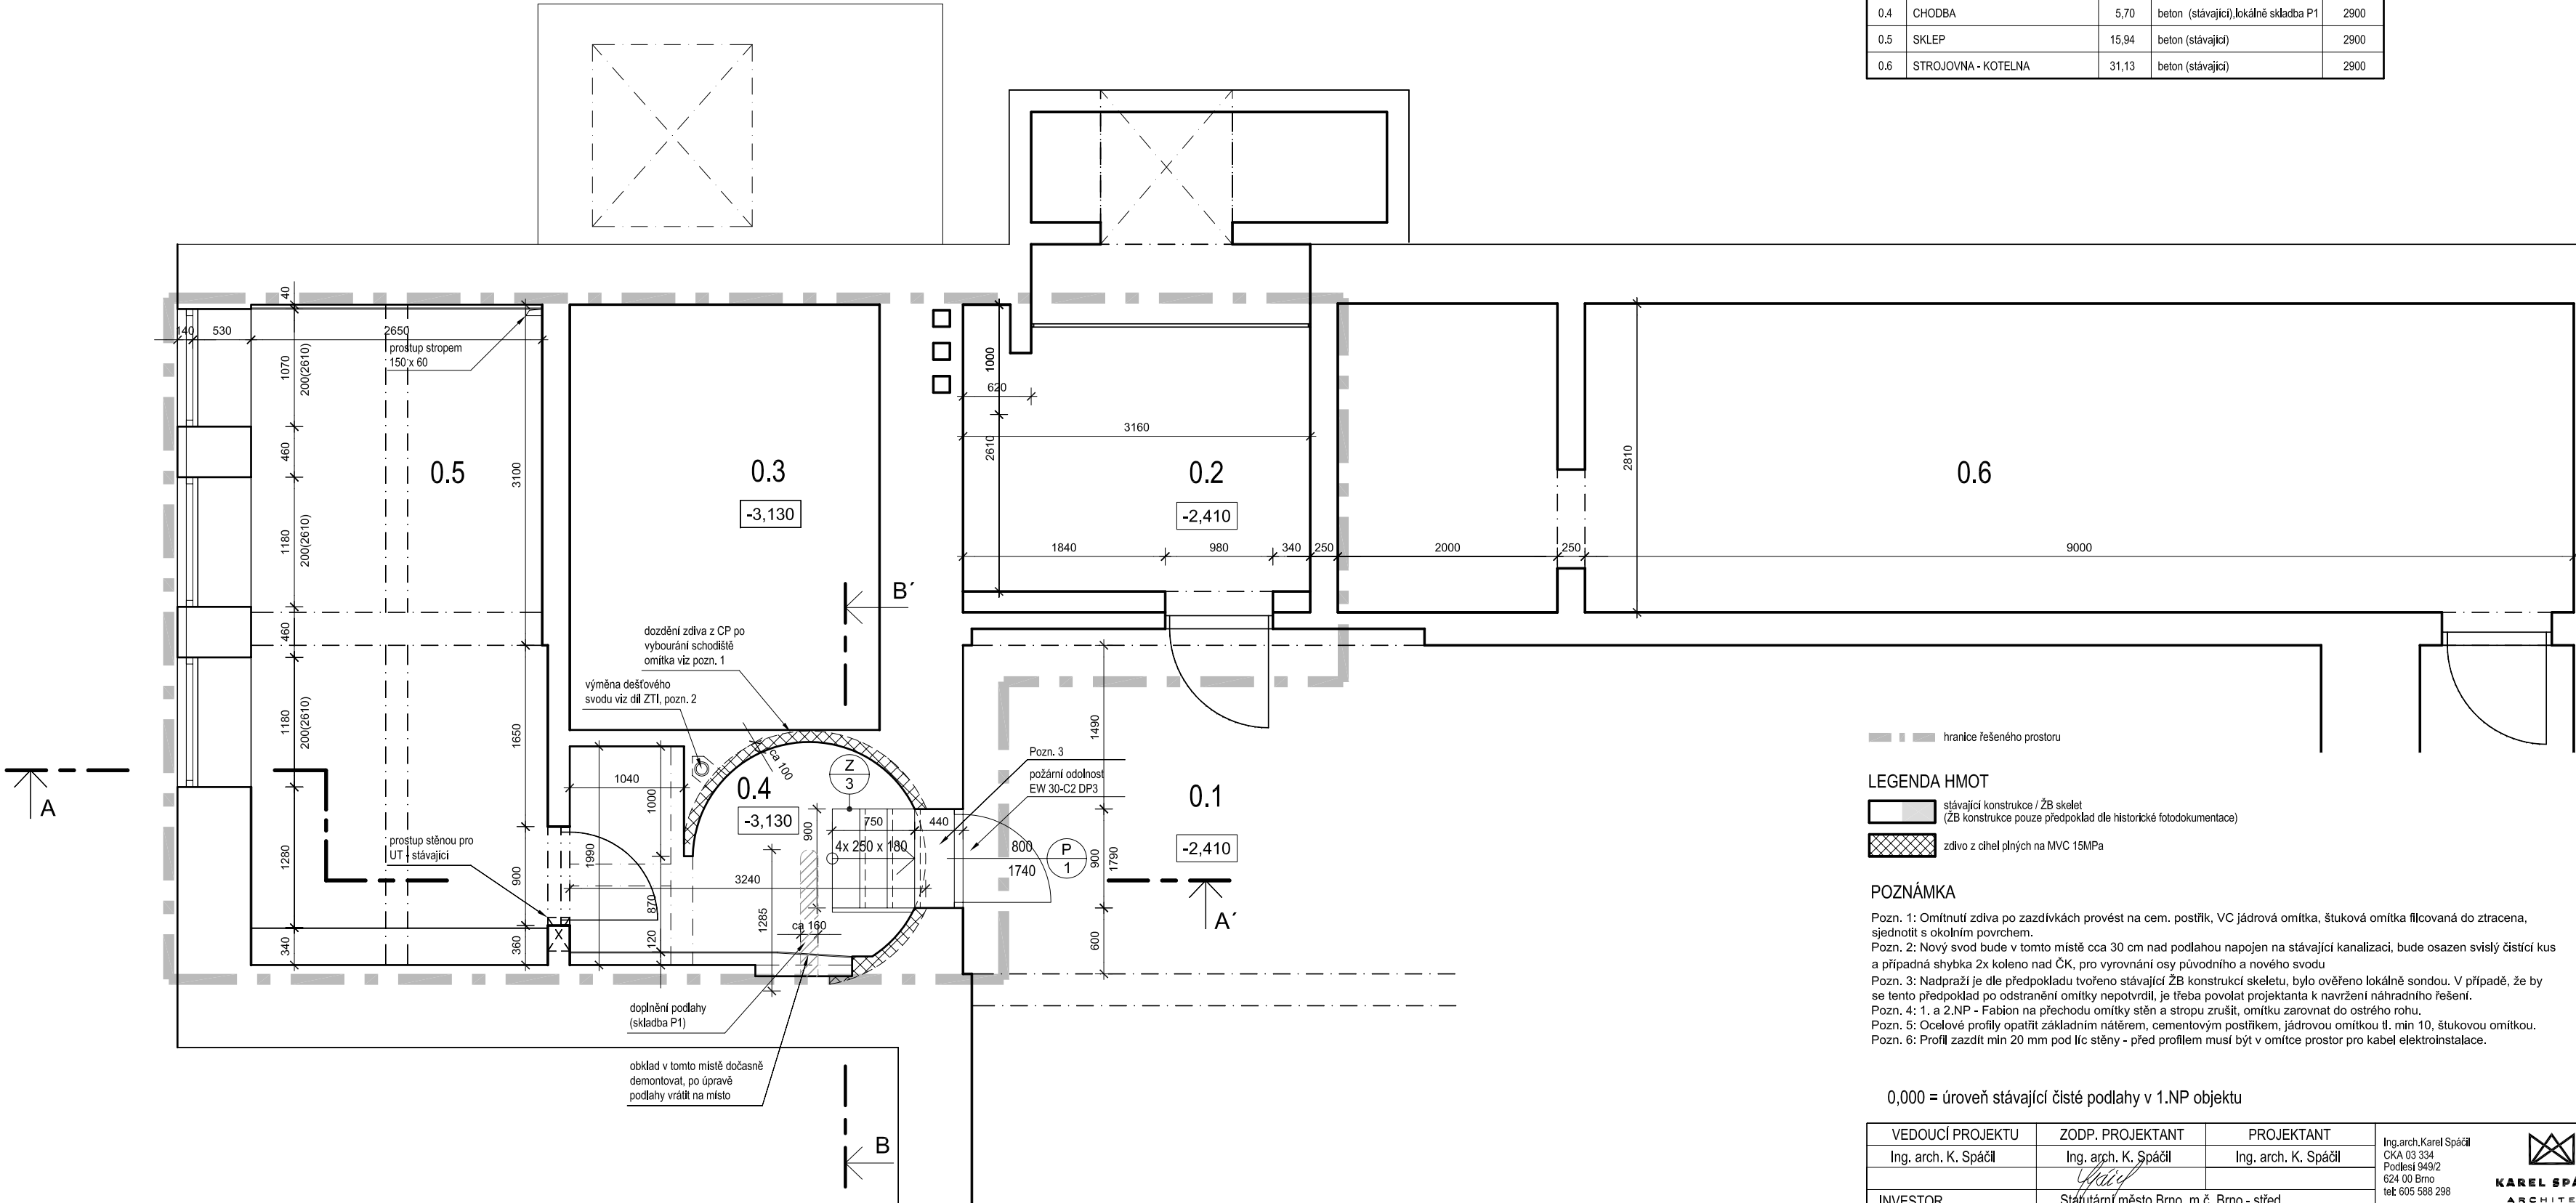 0.4 CHODBA 5,70 beton (stávající),lokálně skladba P1 2900
0.5 SKLEP 15,94 beton (stávající) 2900
0.6 STROJOVNA - KOTELNA 31,13 beton (stávající) 2900
40
140 530 2650
prostup stropem
150 x 60
1070
200(2610)
460
3100
1180
200(2610)
460
1180
200(2610)
1650
1280
900
340
360
0.5
0.3
-3,130
1000
620
3160
2610
0.2
-2,410
1840 980 340 250 2000 250 9000
2810
0.6
B´
dozdění zdiva z CP po
vybourání schodiště
omítka viz pozn. 1
výměna dešťového
svodu viz díl ZTI, pozn. 2
ca 100
1040
1000
1990
870
120
0.4
-3,130
Z
3
750 440
900
4x 250 x 180
3240
1285
ca 160
Pozn. 3
požární odolnost
EW 30-C2 DP3
1490
0.1
-2,410
800
1740
P
1
900
1790
600
A
A´
prostup stěnou pro
UT - stávající
X
doplnění podlahy
(skladba P1)
obklad v tomto místě dočasně
demontovat, po úpravě
podlahy vrátit na místo
B
hranice řešeného prostoru
LEGENDA HMOT
stávající konstrukce / ŽB skelet
(ŽB konstrukce pouze předpoklad dle historické fotodokumentace)
zdivo z cihel plných na MVC 15MPa
POZNÁMKA
Pozn. 1: Omítnutí zdiva po zazdívkách provést na cem. postřik, VC jádrová omítka, štuková omítka filcovaná do ztracena,
sjednotit s okolním povrchem.
Pozn. 2: Nový svod bude v tomto místě cca 30 cm nad podlahou napojen na stávající kanalizaci, bude osazen svislý čistící kus
a případná shybka 2x koleno nad ČK, pro vyrovnání osy původního a nového svodu
Pozn. 3: Nadpraží je dle předpokladu tvořeno stávající ŽB konstrukcí skeletu, bylo ověřeno lokálně sondou. V případě, že by
se tento předpoklad po odstranění omítky nepotvrdil, je třeba povolat projektanta k navržení náhradního řešení.
Pozn. 4: 1. a 2.NP - Fabion na přechodu omítky stěn a stropu zrušit, omítku zarovnat do ostrého rohu.
Pozn. 5: Ocelové profily opatřit základním nátěrem, cementovým postřikem, jádrovou omítkou tl. min 10, štukovou omítkou.
Pozn. 6: Profil zazdít min 20 mm pod líc stěny - před profilem musí být v omítce prostor pro kabel elektroinstalace.
0,000 = úroveň stávající čisté podlahy v 1.NP objektu
VEDOUCÍ PROJEKTU ZODP. PROJEKTANT PROJEKTANT
Ing. arch. K. Spáčil Ing. arch. K. Spáčil Ing. arch. K. Spáčil
INVESTOR Statutární město Brno, m.č. Brno - střed
Ing.arch.Karel Spáčil
CKA 03 334
Podlesí 949/2
624 00 Brno
tel: 605 588 298
KAREL SPÁ
ARCHITE